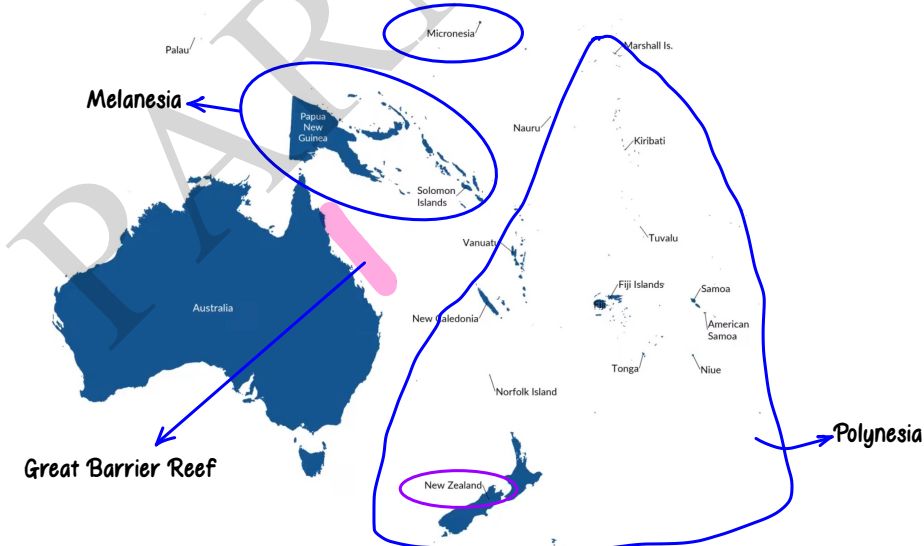 Micronesia
Palau
Marshall Is.
Melanesia
Papua
New
Guinea
Nauru
Kiribati
Solomon
Islands
Tuvalu
Vanuatu
Fiji Islands
Samoa
Fiji
Australia
New Caledonia
American
Samoa
Tonga
Niue
Norfolk Island
Polynesia
Great Barrier Reef
New Zealand